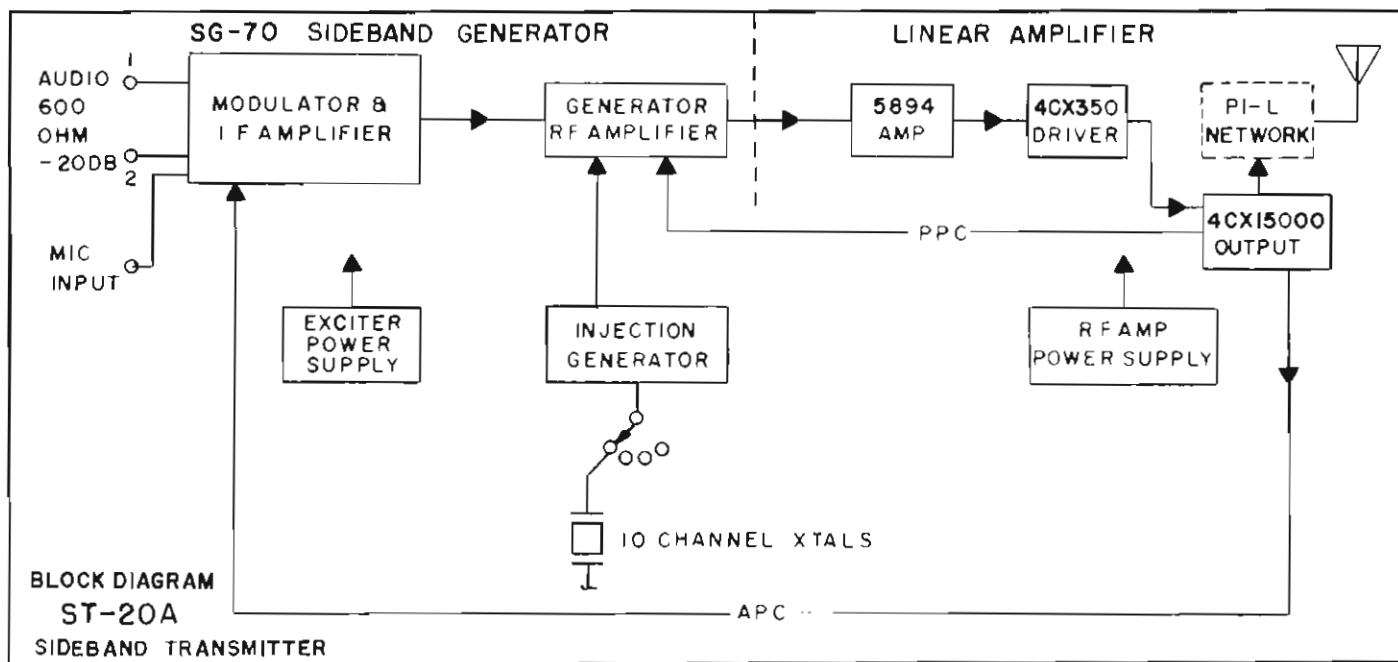 SG-70 SIDEBAND GENERATOR
LINEAR AMPLIFIER
1
AUDIO
600
OHM
-20DB
2
MIC
INPUT
MODULATOR &
IF AMPLIFIER
GENERATOR
RF AMPLIFIER
5894
AMP
4CX350
DRIVER
PI-L
NETWORK
4CX15000
OUTPUT
PPC
EXCITER
POWER
SUPPLY
INJECTION
GENERATOR
RF AMP
POWER SUPPLY
10 CHANNEL XTALS
APC
BLOCK DIAGRAM
ST-20A
SIDEBAND TRANSMITTER